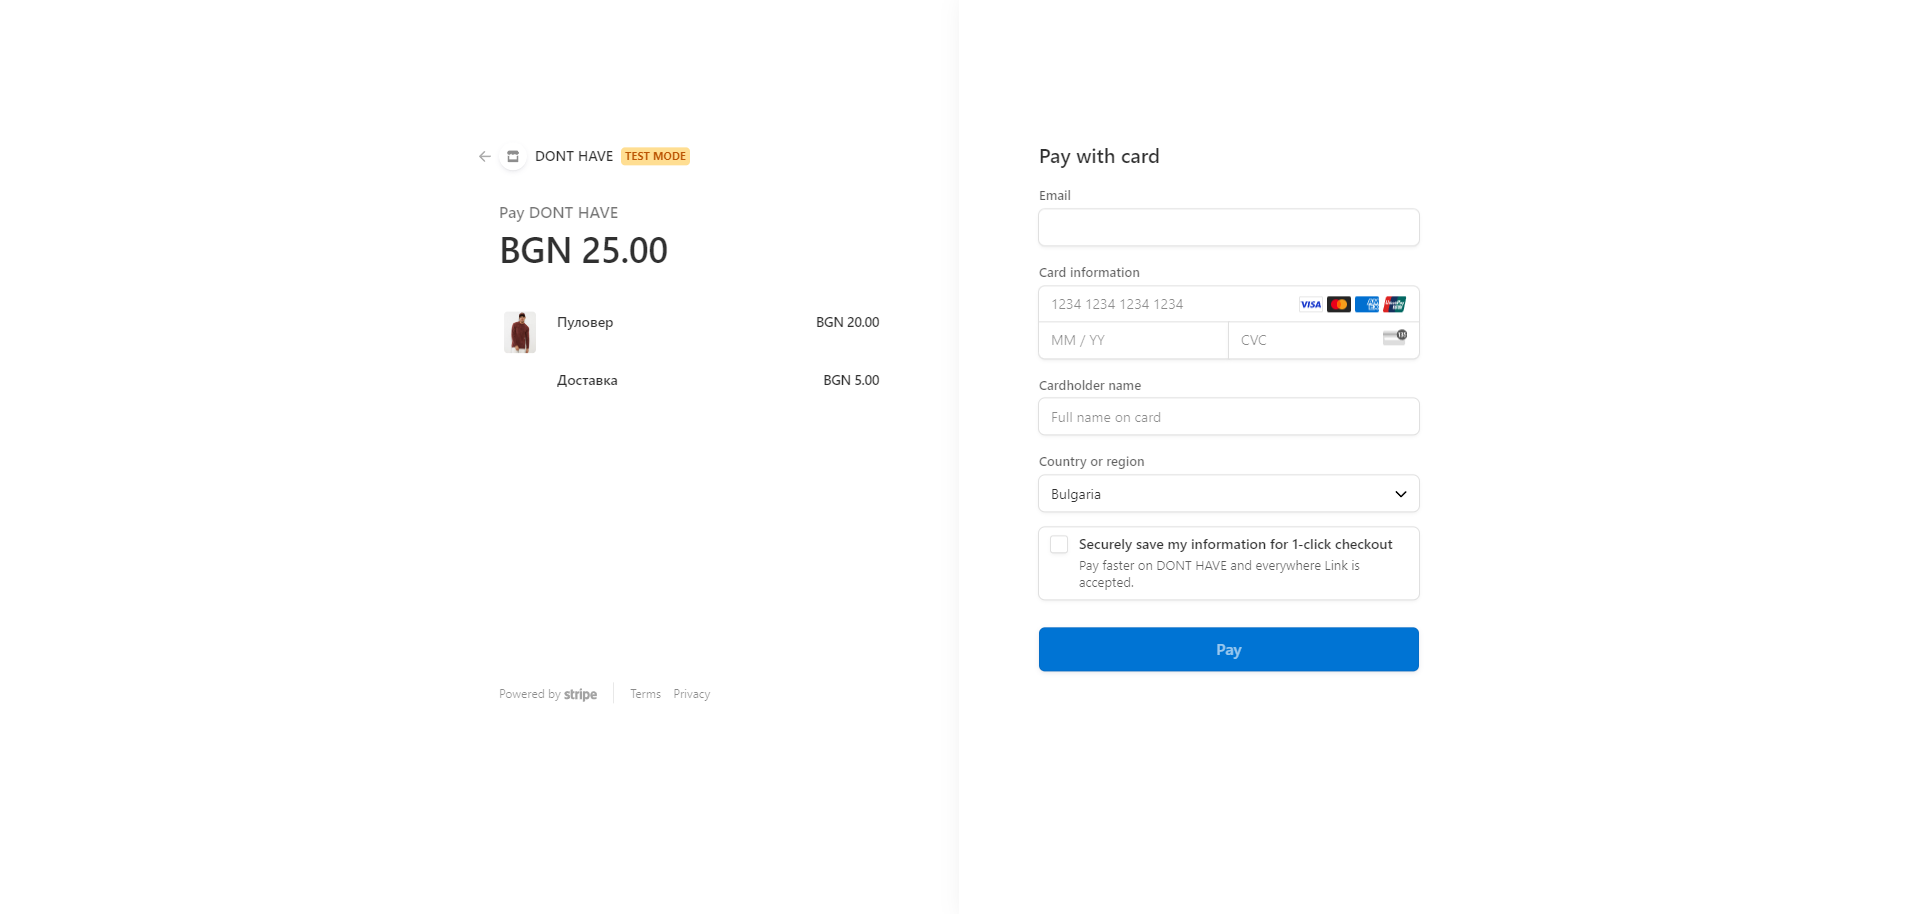 DONT HAVE TEST MODE
Pay DONT HAVE
BGN 25.00
Пуловер BGN 20.00
Доставка BGN 5.00
Powered by stripe Terms Privacy
Pay with card
Email
Card information
1234 1234 1234 1234 VISA
MM / YY CVC
Cardholder name
Full name on card
Country or region
Bulgaria
Securely save my information for 1-click checkout
Pay faster on DONT HAVE and everywhere Link is
accepted.
Pay